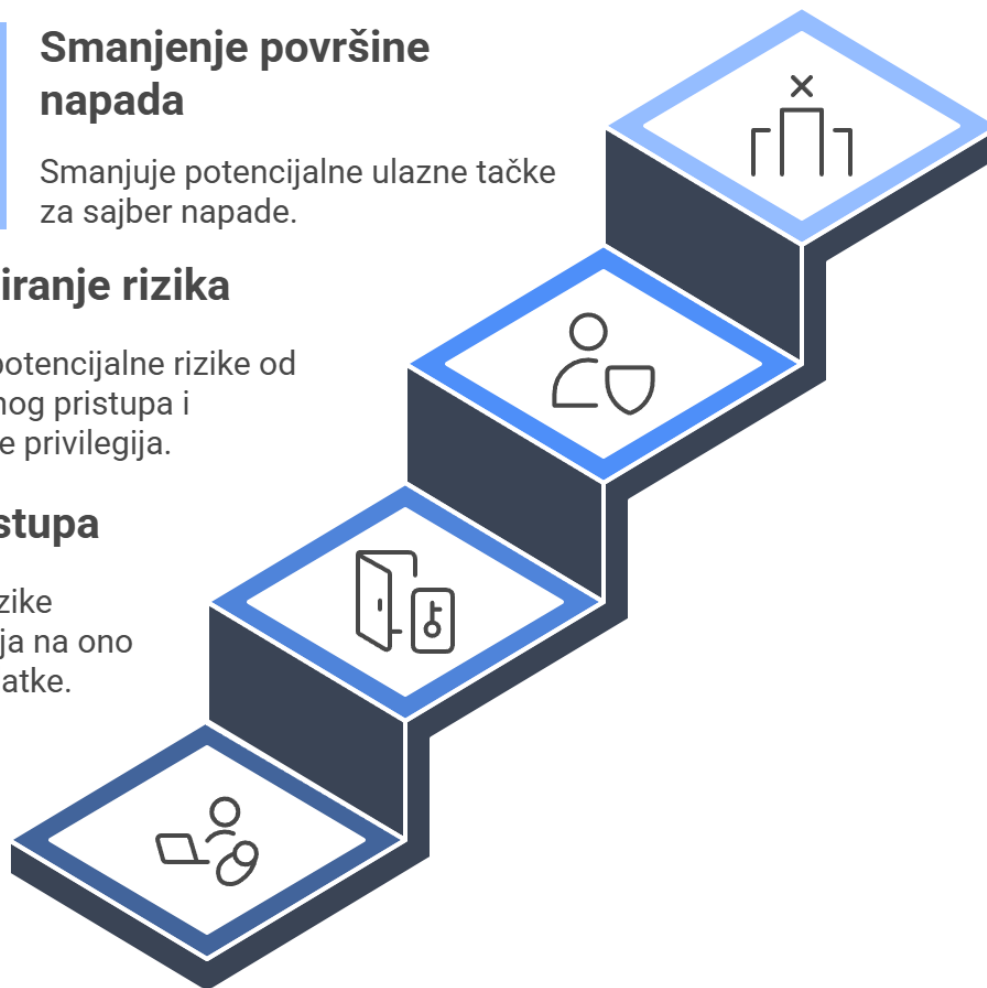 Smanjenje površine
napada
Smanjuje potencijalne ulazne tačke
za sajber napade.
iranje rizika
potencijalne rizike od
nog pristupa i
e privilegija.
stupa
zike
ja na ono
atke.